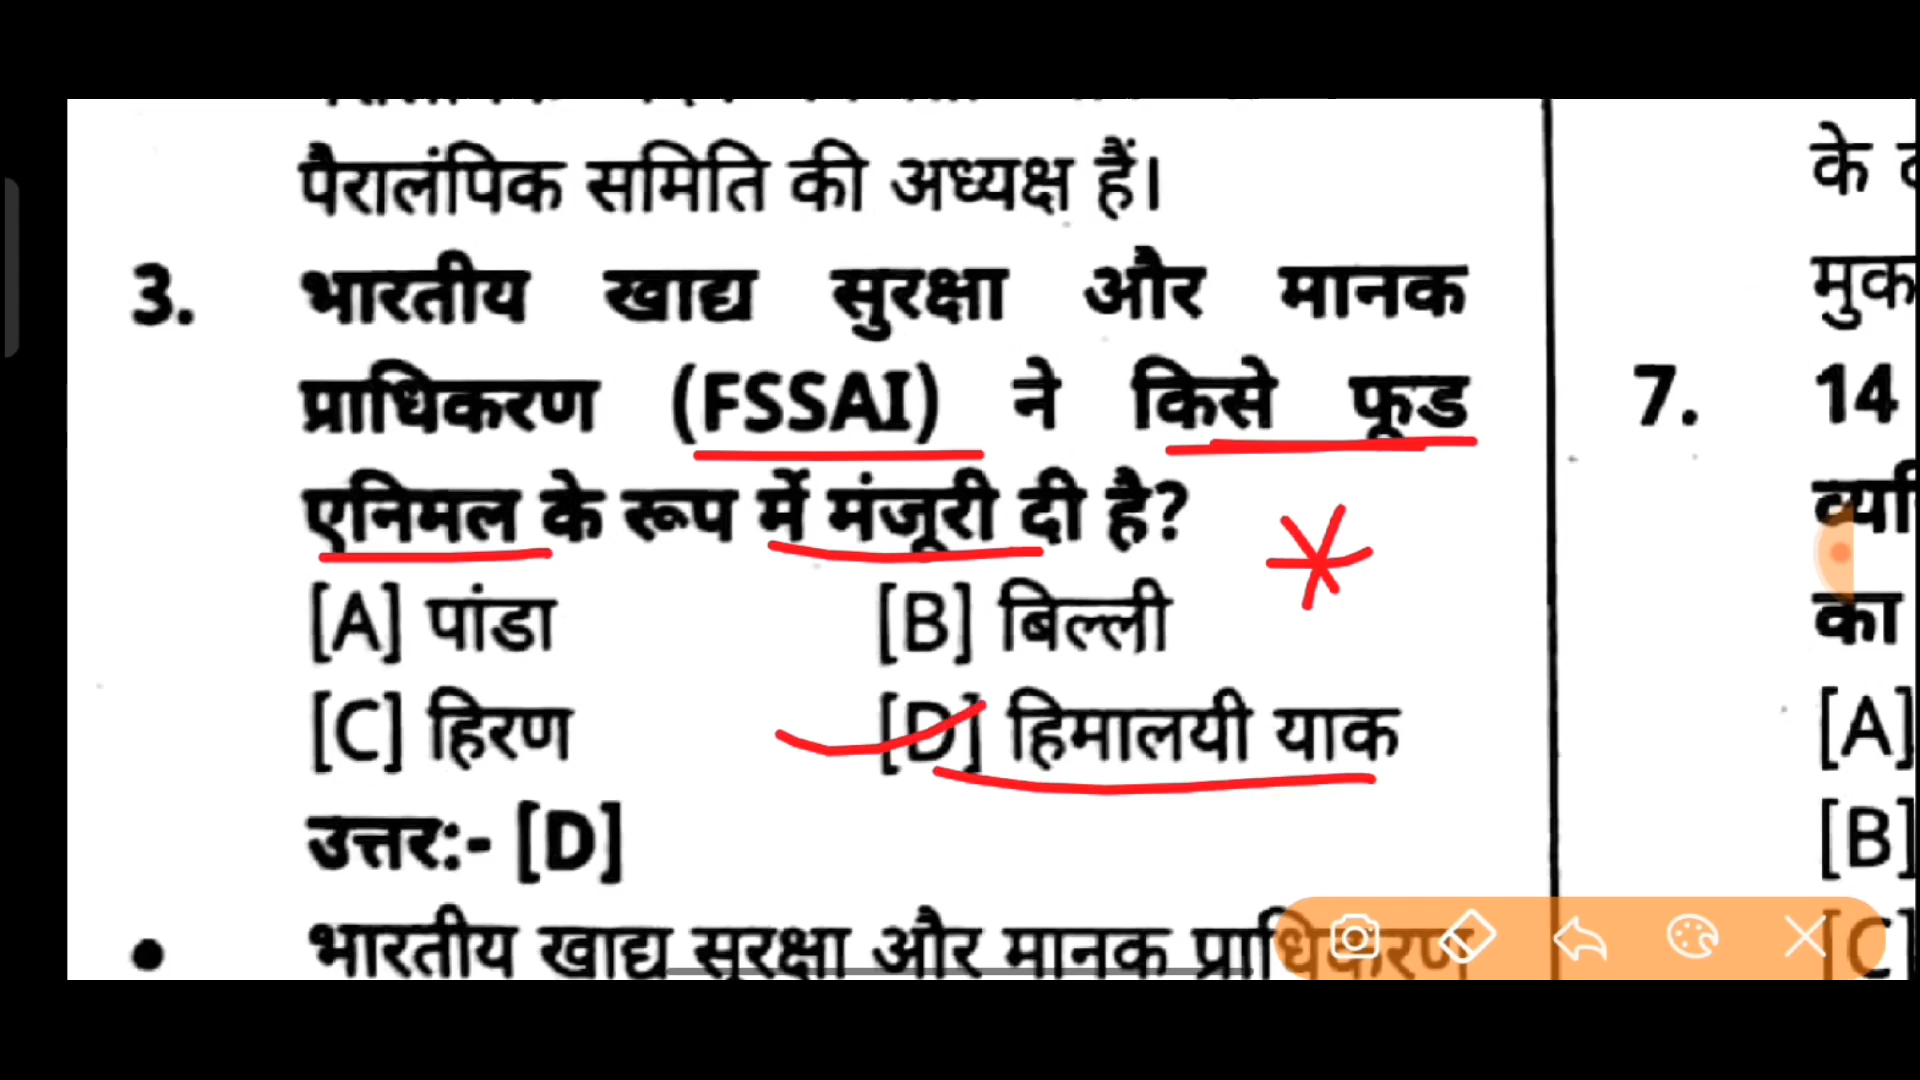 पैरालंपिक समिति की अध्यक्ष हैं।
3. भारतीय खाद्य सुरक्षा और मानक
प्राधिकरण (FSSAI) ने किसे फूड
एनिमल के रूप में मंजूरी दी है?
[A] पांडा [B] बिल्ली
[C] हिरण [D] हिमालयी याक
उत्तर:- [D]
• भारतीय खाद्य सुरक्षा और मानक प्राधिकरण
के
7. 14
का
[A]
[B]
[C]